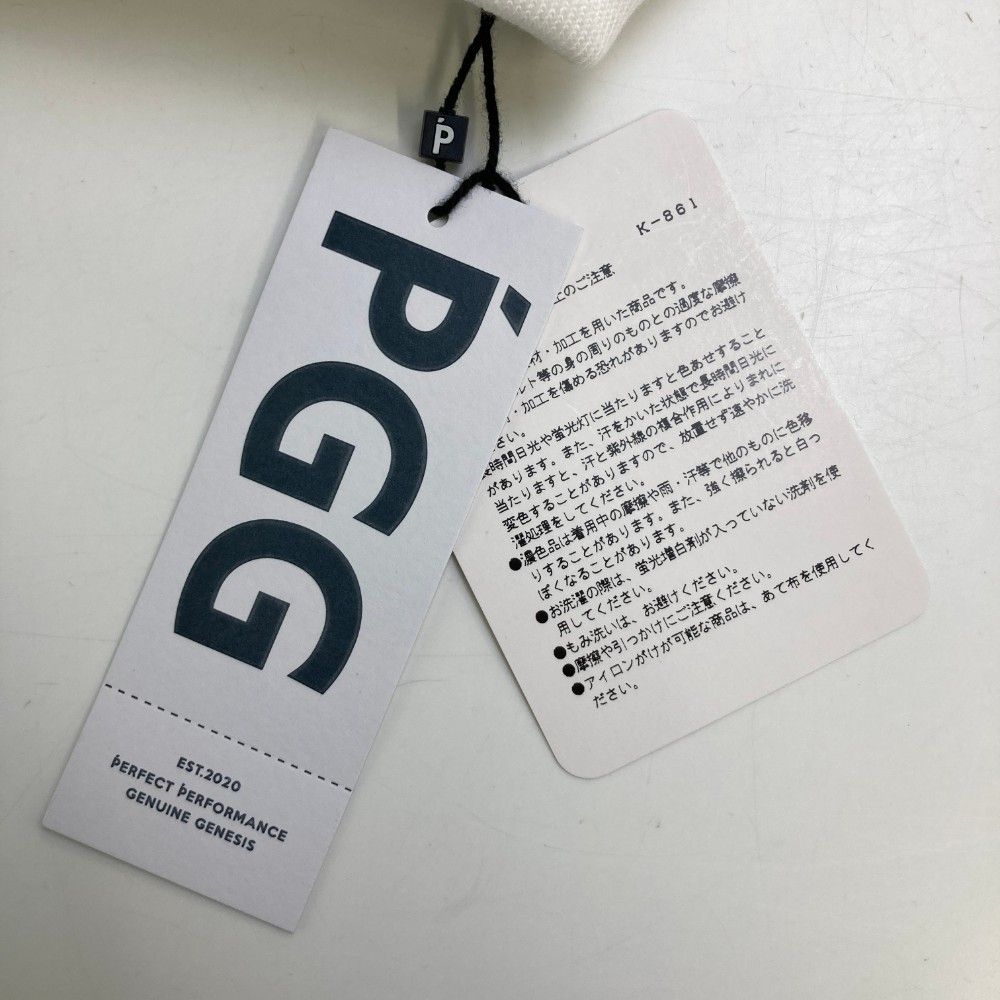 Ṕ
ṔGG
EST.2020
ṔERFECT ṔERFORMANCE
GENUINE GENESIS
K-861
上のご注意
材・加工を用いた商品です。
ルト等の身の周りのものとの過度な摩擦
・加工を傷める恐れがありますのでお避け
さい。
長時間日光や蛍光灯に当たりますと色あせすること
があります。また、汗をかいた状態で長時間日光に
当たりますと、汗と紫外線の複合作用によりまれに
変色することがありますので、放置せず速やかに洗
濯処理をしてください。
●濃色品は着用中の摩擦や雨・汗等で他のものに色移
りすることがあります。また、強く擦られると白っ
ぽくなることがあります。
●お洗濯の際は、蛍光増白剤が入っていない洗剤を使
用してください。
●もみ洗いは、お避けください。
●摩擦や引っかけにご注意ください。
●アイロンがけが可能な商品は、あて布を使用してく
ださい。